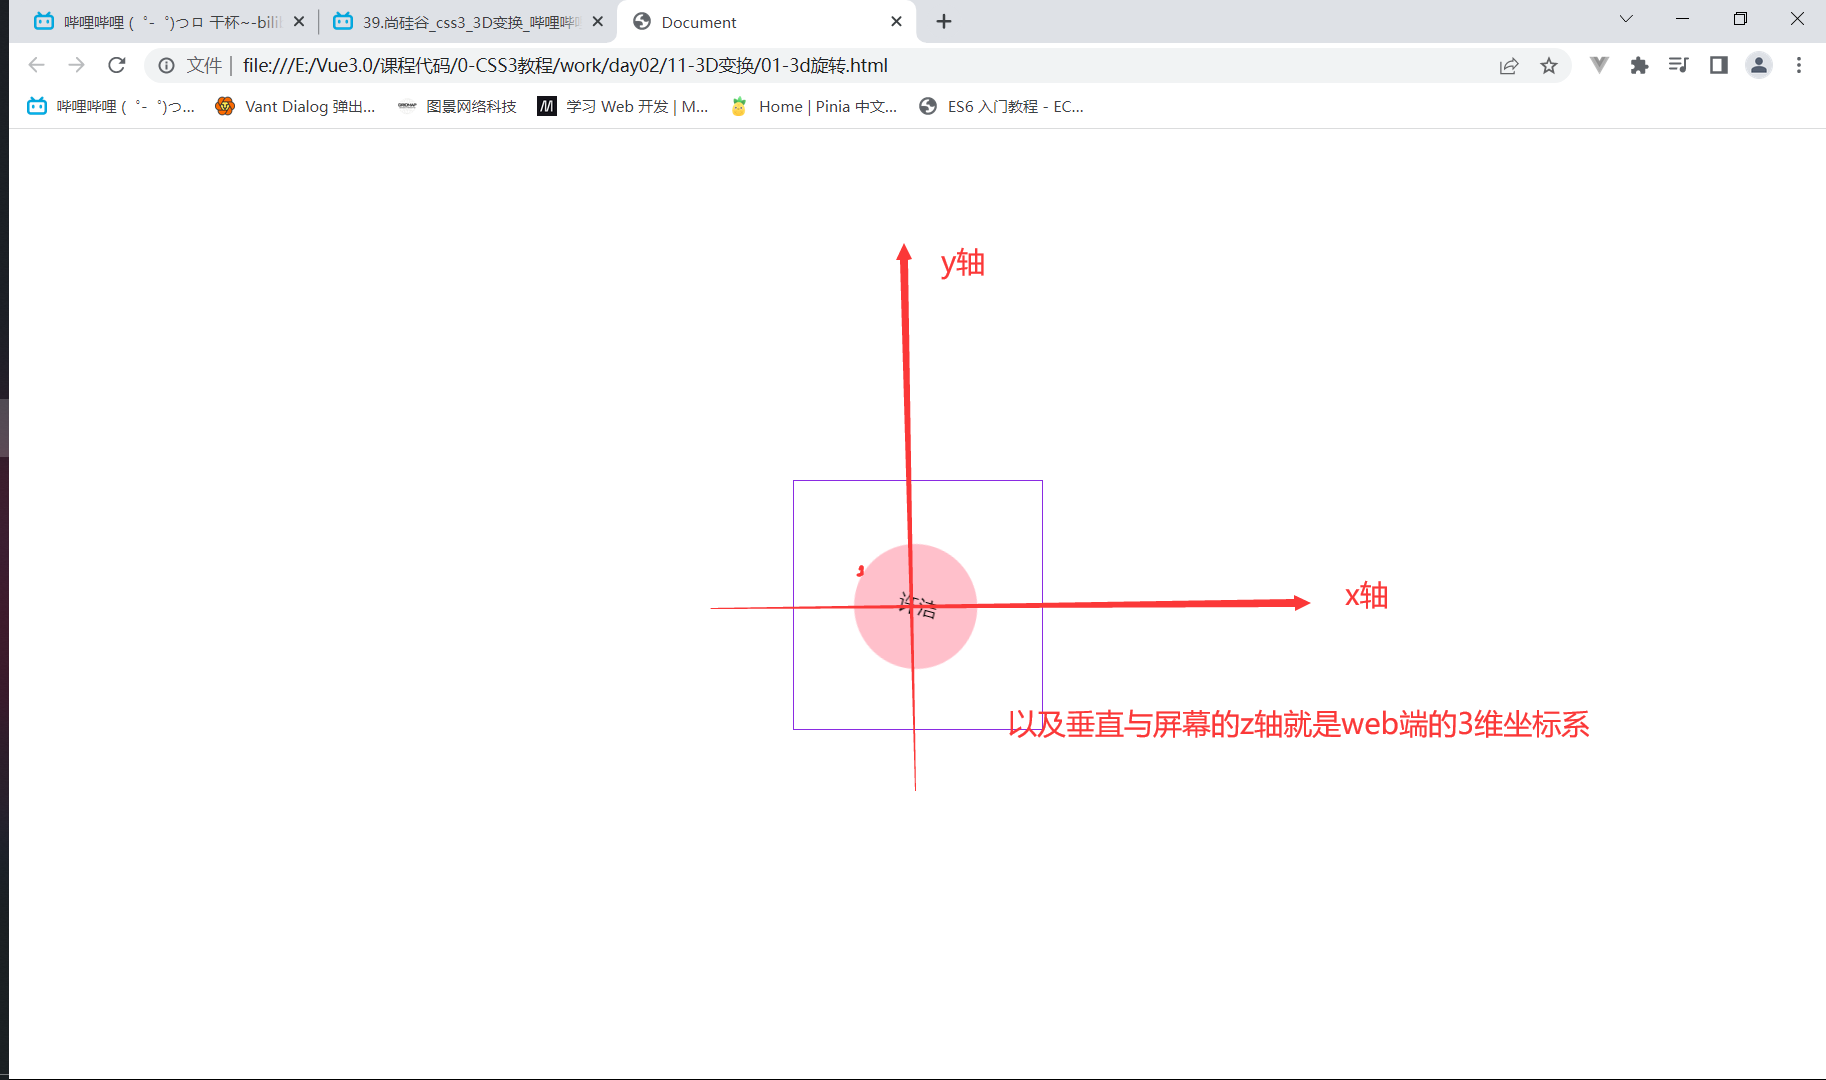 哔哩哔哩 (゜-゜)つロ 干杯~-bili
39.尚硅谷_css3_3D变换_哔哩哔哩
Document
文件 | file:///E:/Vue3.0/课程代码/0-CSS3教程/work/day02/11-3D变换/01-3d旋转.html
哔哩哔哩 (゜-゜)つ...
Vant Dialog 弹出...
图景网络科技
学习 Web 开发 | M...
Home | Pinia 中文...
ES6 入门教程 - EC...
y轴
x轴
许洁
以及垂直与屏幕的z轴就是web端的3维坐标系